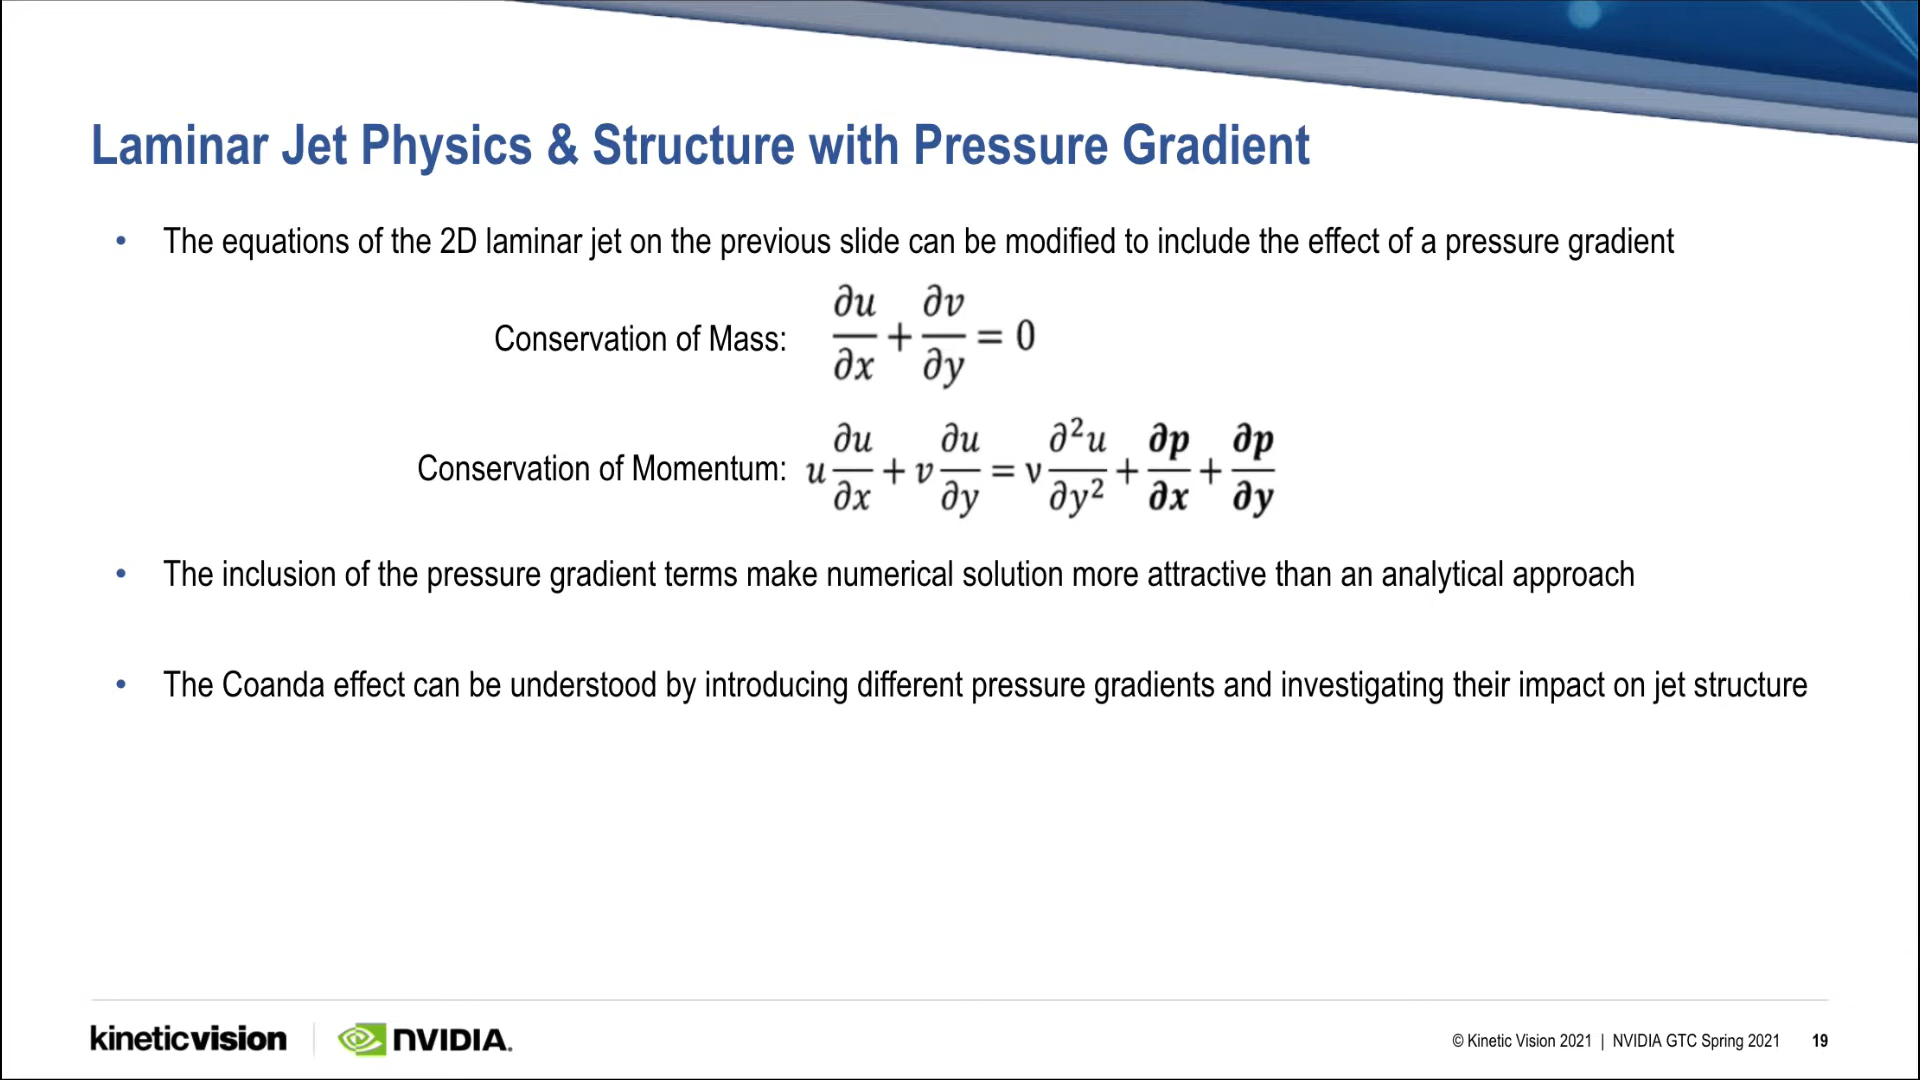 Laminar Jet Physics & Structure with Pressure Gradient
• The equations of the 2D laminar jet on the previous slide can be modified to include the effect of a pressure gradient
Conservation of Mass: ∂u/∂x + ∂v/∂y = 0
Conservation of Momentum: u ∂u/∂x + v ∂u/∂y = ν ∂²u/∂y² + ∂p/∂x + ∂p/∂y
• The inclusion of the pressure gradient terms make numerical solution more attractive than an analytical approach
• The Coanda effect can be understood by introducing different pressure gradients and investigating their impact on jet structure
kineticvision | NVIDIA.
© Kinetic Vision 2021 | NVIDIA GTC Spring 2021 19